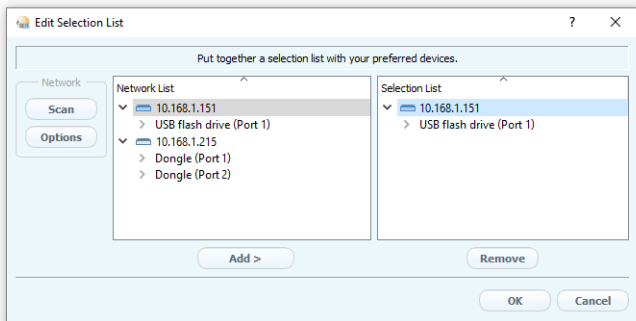 Edit Selection List
?
Put together a selection list with your preferred devices.
Network
Scan
Options
Network List
10.168.1.151
USB flash drive (Port 1)
10.168.1.215
Dongle (Port 1)
Dongle (Port 2)
Add >
Selection List
10.168.1.151
USB flash drive (Port 1)
Remove
OK
Cancel